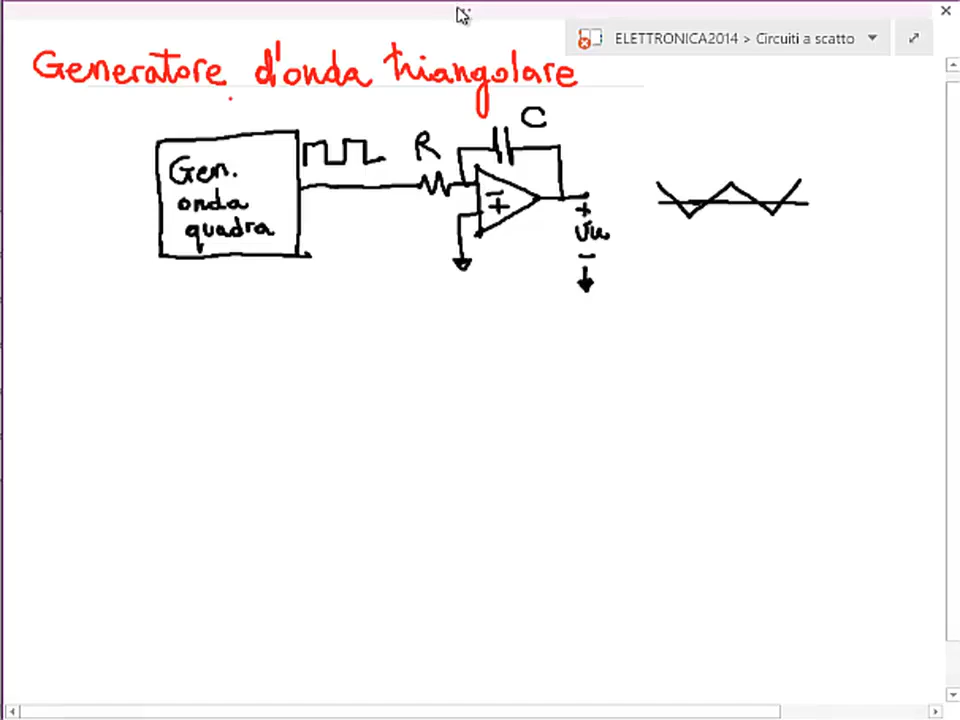 ELETTRONICA2014 > Circuiti a scatto
Generatore d'onda triangolare
C
R
Gen.
onda
quadra
-
+
+
Vu
-